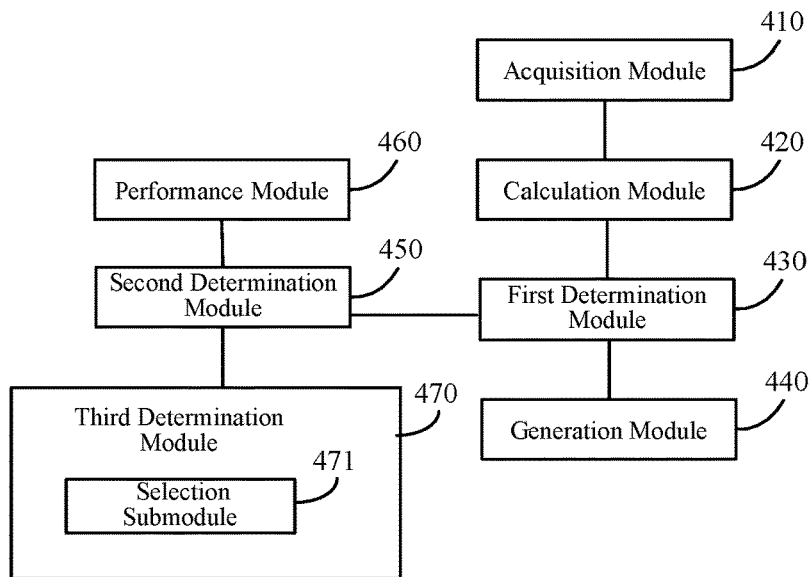 410
Acquisition Module
460
420
Performance Module
Calculation Module
450
430
Second Determination
Module
First Determination
Module
470
440
Third Determination
Module
Generation Module
471
Selection
Submodule